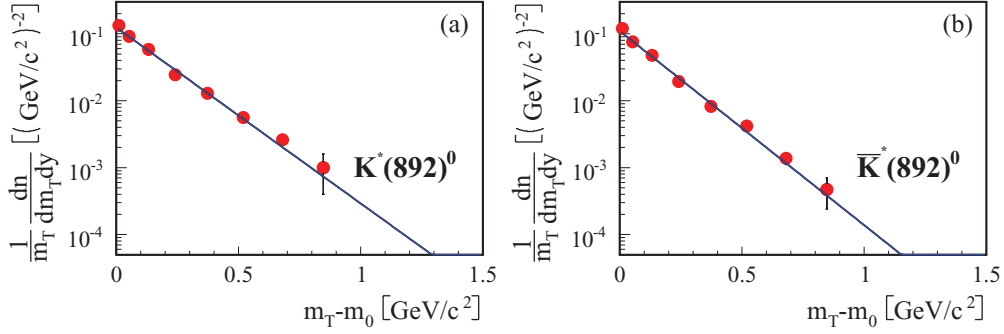 (a)
10⁻¹
10⁻²
10⁻³
10⁻⁴
0
0.5
1
1.5
1/m_T dn/dm_T dy [(GeV/c²)⁻²]
K*(892)⁰
m_T-m₀ [GeV/c²]
(b)
10⁻¹
10⁻²
10⁻³
10⁻⁴
0
0.5
1
1.5
1/m_T dn/dm_T dy [(GeV/c²)⁻²]
K̅*(892)⁰
m_T-m₀ [GeV/c²]